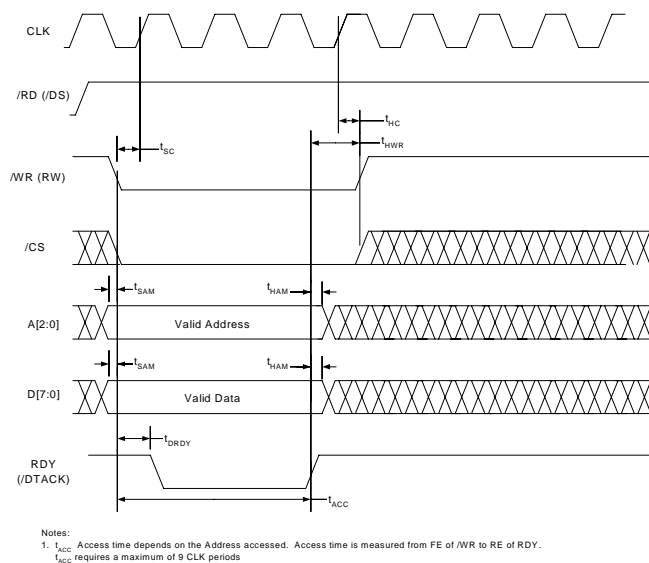 CLK
/RD (/DS)
tHC
tHWR
tSC
/WR (RW)
/CS
tSAM
tHAM
A[2:0]
Valid Address
tSAM
tHAM
D[7:0]
Valid Data
tDRDY
RDY
(/DTACK)
tACC
Notes:
1. tACC Access time depends on the Address accessed. Access time is measured from FE of /WR to RE of RDY.
tACC requires a maximum of 9 CLK periods